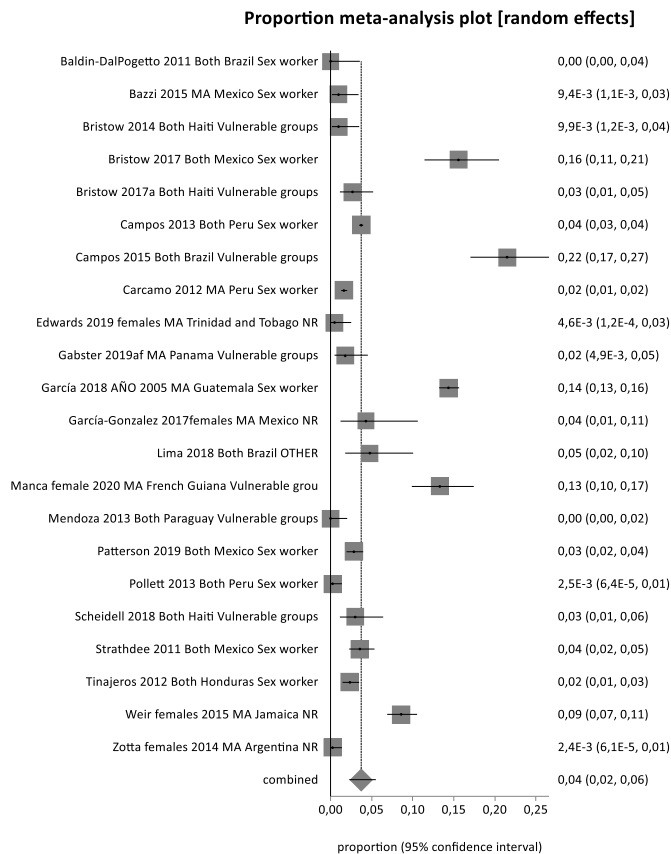 Proportion meta-analysis plot [random effects]
Baldin-DalPogetto 2011 Both Brazil Sex worker 0,00 (0,00, 0,04)
Bazzi 2015 MA Mexico Sex worker 9,4E-3 (1,1E-3, 0,03)
Bristow 2014 Both Haiti Vulnerable groups 9,9E-3 (1,2E-3, 0,04)
Bristow 2017 Both Mexico Sex worker 0,16 (0,11, 0,21)
Bristow 2017a Both Haiti Vulnerable groups 0,03 (0,01, 0,05)
Campos 2013 Both Peru Sex worker 0,04 (0,03, 0,04)
Campos 2015 Both Brazil Vulnerable groups 0,22 (0,17, 0,27)
Carcamo 2012 MA Peru Sex worker 0,02 (0,01, 0,02)
Edwards 2019 females MA Trinidad and Tobago NR 4,6E-3 (1,2E-4, 0,03)
Gabster 2019af MA Panama Vulnerable groups 0,02 (4,9E-3, 0,05)
García 2018 AÑO 2005 MA Guatemala Sex worker 0,14 (0,13, 0,16)
García-Gonzalez 2017females MA Mexico NR 0,04 (0,01, 0,11)
Lima 2018 Both Brazil OTHER 0,05 (0,02, 0,10)
Manca female 2020 MA French Guiana Vulnerable grou 0,13 (0,10, 0,17)
Mendoza 2013 Both Paraguay Vulnerable groups 0,00 (0,00, 0,02)
Patterson 2019 Both Mexico Sex worker 0,03 (0,02, 0,04)
Pollett 2013 Both Peru Sex worker 2,5E-3 (6,4E-5, 0,01)
Scheidell 2018 Both Haiti Vulnerable groups 0,03 (0,01, 0,06)
Strathdee 2011 Both Mexico Sex worker 0,04 (0,02, 0,05)
Tinajeros 2012 Both Honduras Sex worker 0,02 (0,01, 0,03)
Weir females 2015 MA Jamaica NR 0,09 (0,07, 0,11)
Zotta females 2014 MA Argentina NR 2,4E-3 (6,1E-5, 0,01)
combined 0,04 (0,02, 0,06)
0,00 0,05 0,10 0,15 0,20 0,25
proportion (95% confidence interval)